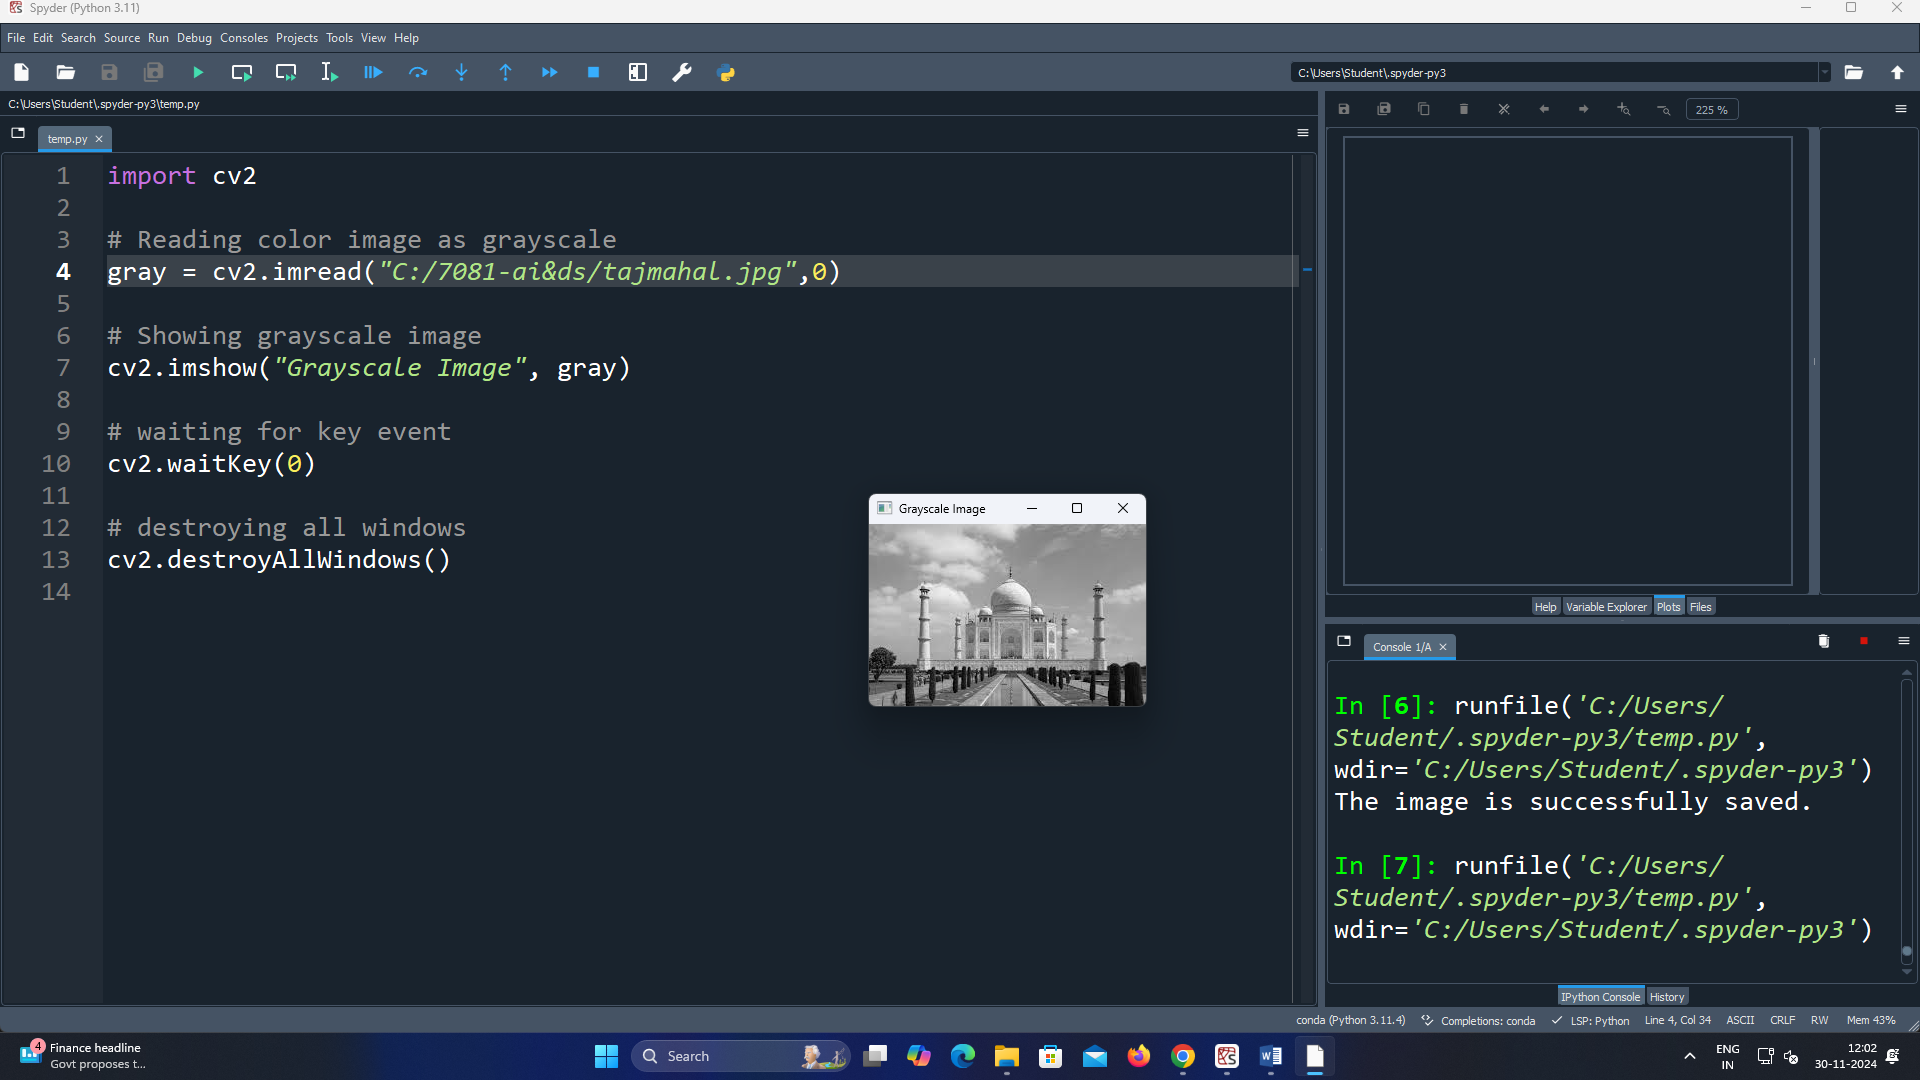 Spyder (Python 3.11)
File Edit Search Source Run Debug Consoles Projects Tools View Help
C:\Users\Student\.spyder-py3
C:\Users\Student\.spyder-py3\temp.py
temp.py
225 %
1 import cv2
2
3 # Reading color image as grayscale
4 gray = cv2.imread("C:/7081-ai&ds/tajmahal.jpg",0)
5
6 # Showing grayscale image
7 cv2.imshow("Grayscale Image", gray)
8
9 # waiting for key event
10 cv2.waitKey(0)
11
12 # destroying all windows
13 cv2.destroyAllWindows()
14
Grayscale Image
Help Variable Explorer Plots Files
Console 1/A
In [6]: runfile('C:/Users/
Student/.spyder-py3/temp.py',
wdir='C:/Users/Student/.spyder-py3')
The image is successfully saved.
In [7]: runfile('C:/Users/
Student/.spyder-py3/temp.py',
wdir='C:/Users/Student/.spyder-py3')
IPython Console History
conda (Python 3.11.4) Completions: conda LSP: Python Line 4, Col 34 ASCII CRLF RW Mem 43%
4
Finance headline
Govt proposes t...
Search
ENG
IN
12:02
30-11-2024